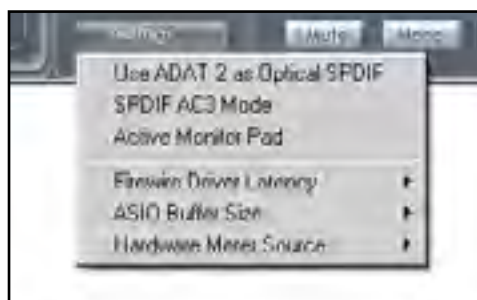 Settings Mute Mono
Use ADAT 2 as Optical SPDIF
SPDIF AC3 Mode
Active Monitor Pad
Firewire Driver Latency
ASIO Buffer Size
Hardware Meter Source